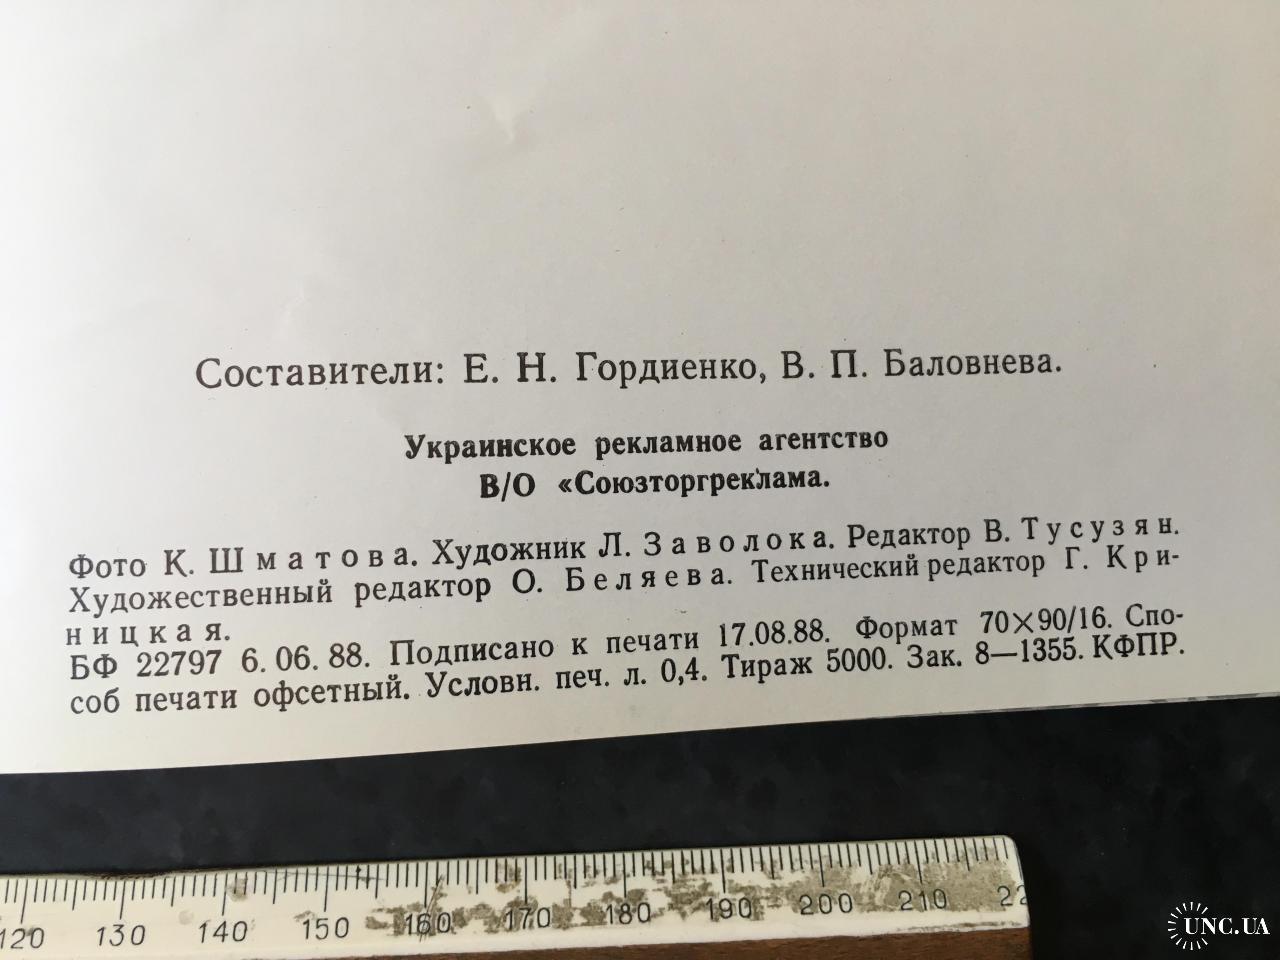 Составители: Е. Н. Гордиенко, В. П. Баловнева.
Украинское рекламное агентство
В/О «Союзторгреклама.
Фото К. Шматова. Художник Л. Заволока. Редактор В. Тусузян.
Художественный редактор О. Беляева. Технический редактор Г. Кри-
ницкая.
БФ 22797 6.06.88. Подписано к печати 17.08.88. Формат 70×90/16. Спо-
соб печати офсетный. Условн. печ. л. 0,4. Тираж 5000. Зак. 8—1355. КФПР.
120 130 140 150 160 170 180 190 200 210
UNC.UA